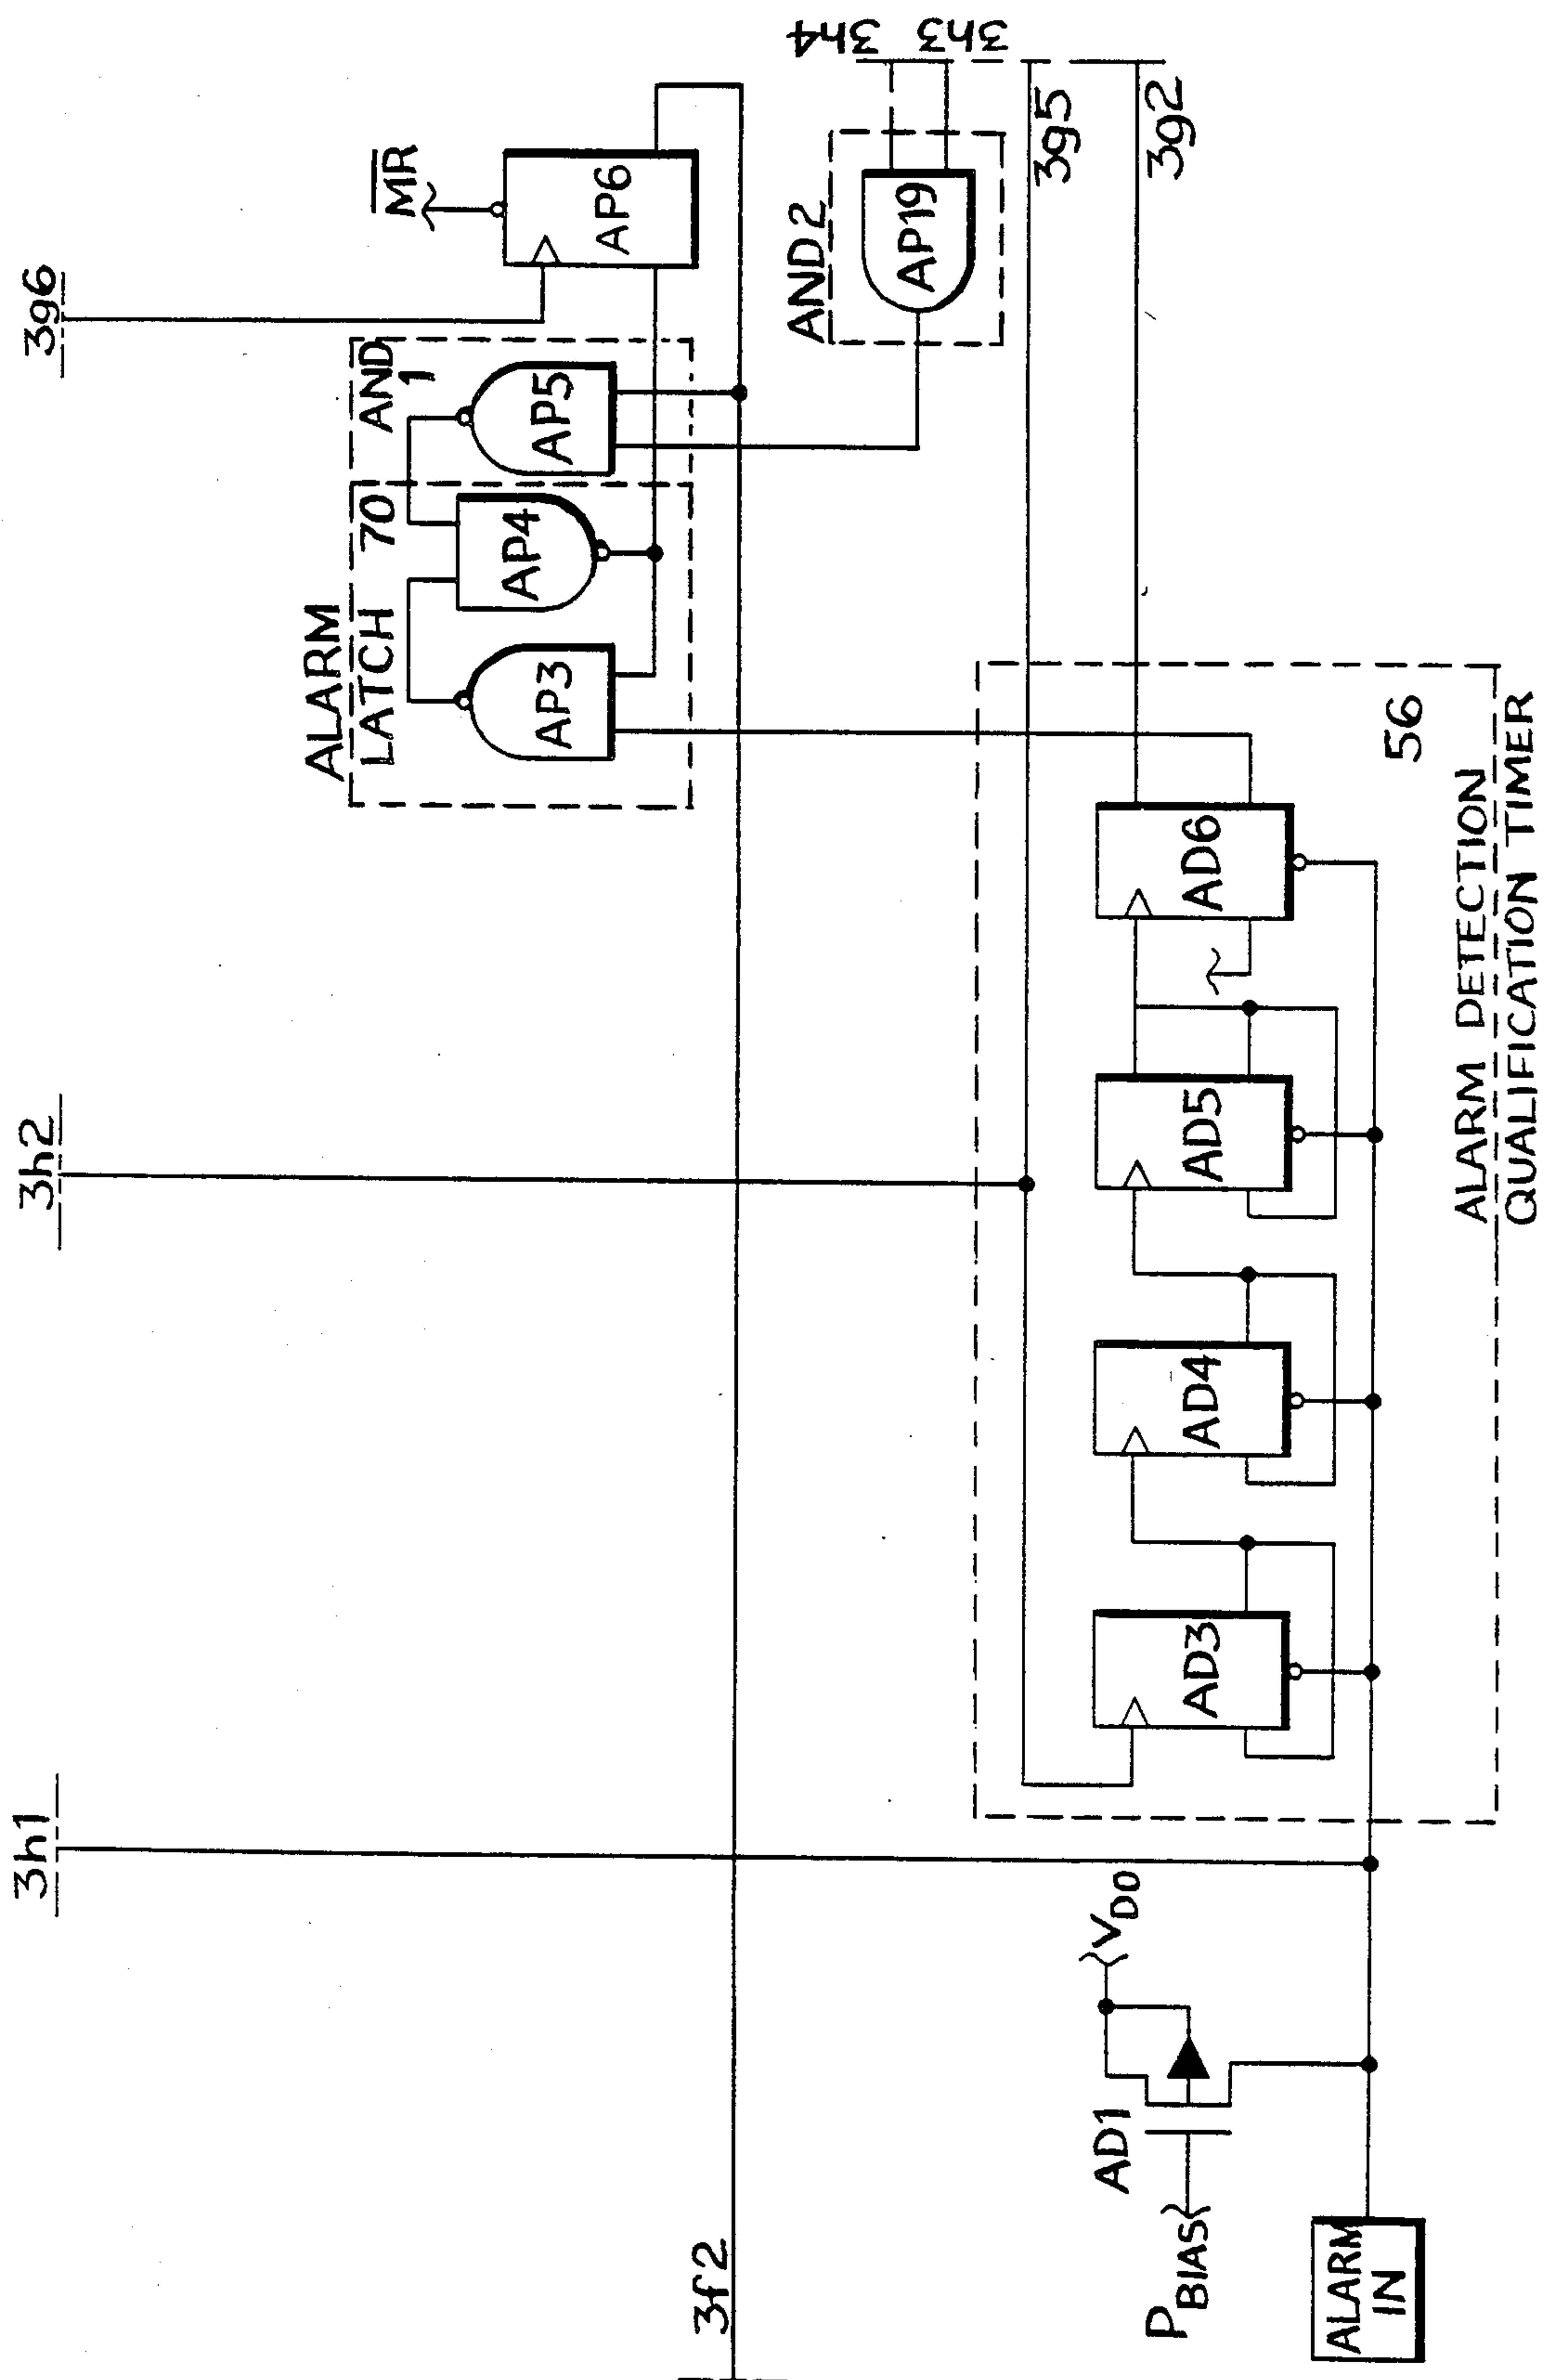 3h1
3h2
3g6
3f2
ALARM
LATCH 70
AND
1
AP3
AP4
AP5
AP6
MR
AND2
AP19
3h4
3h3
3g5
3g2
AD1
VDO
PBIAS
ALARM
IN
AD3
AD4
AD5
AD6
56
ALARM DETECTION
QUALIFICATION TIMER